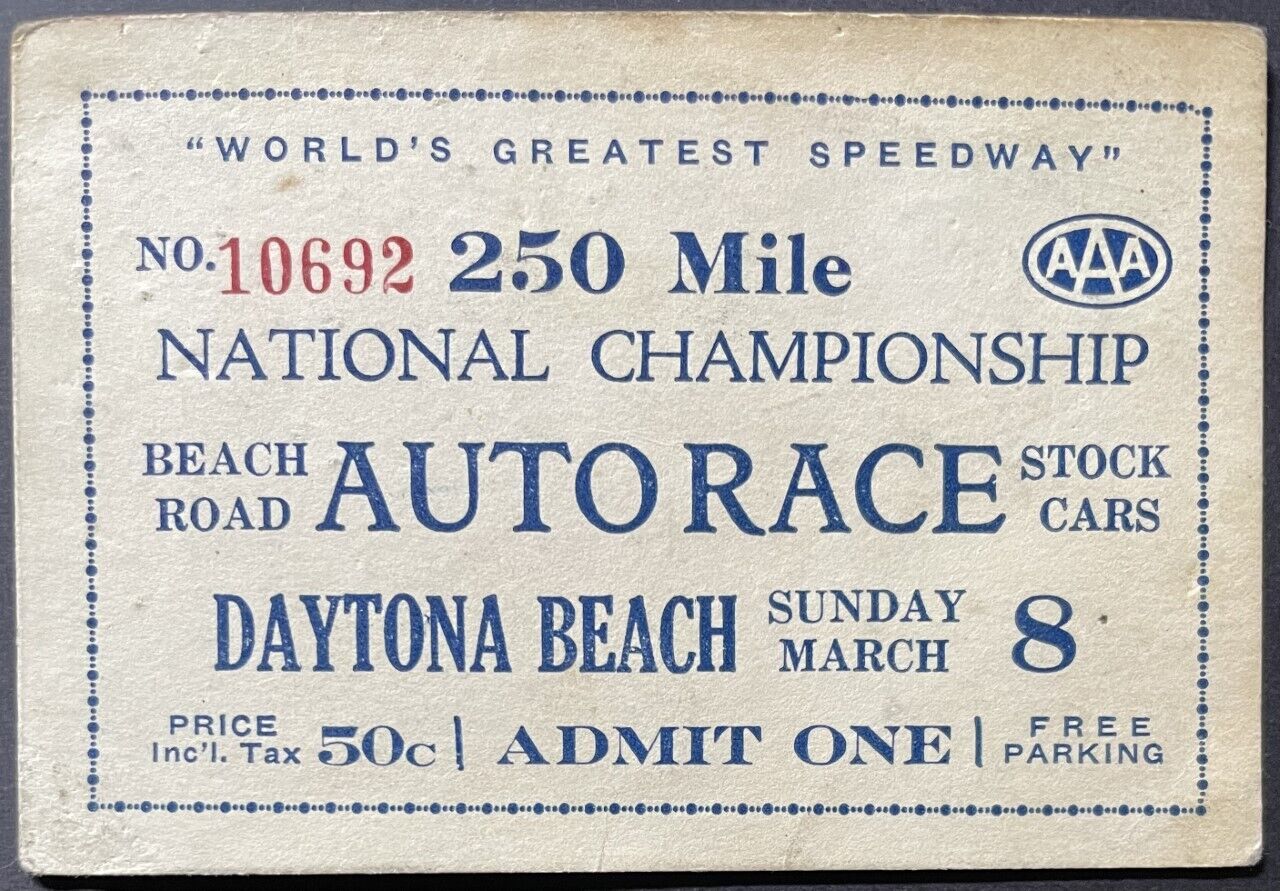 "WORLD'S GREATEST SPEEDWAY"
NO. 10692 250 Mile AAA
NATIONAL CHAMPIONSHIP
BEACH ROAD AUTO RACE STOCK CARS
DAYTONA BEACH SUNDAY MARCH 8
PRICE Inc'l. Tax 50c | ADMIT ONE | FREE PARKING